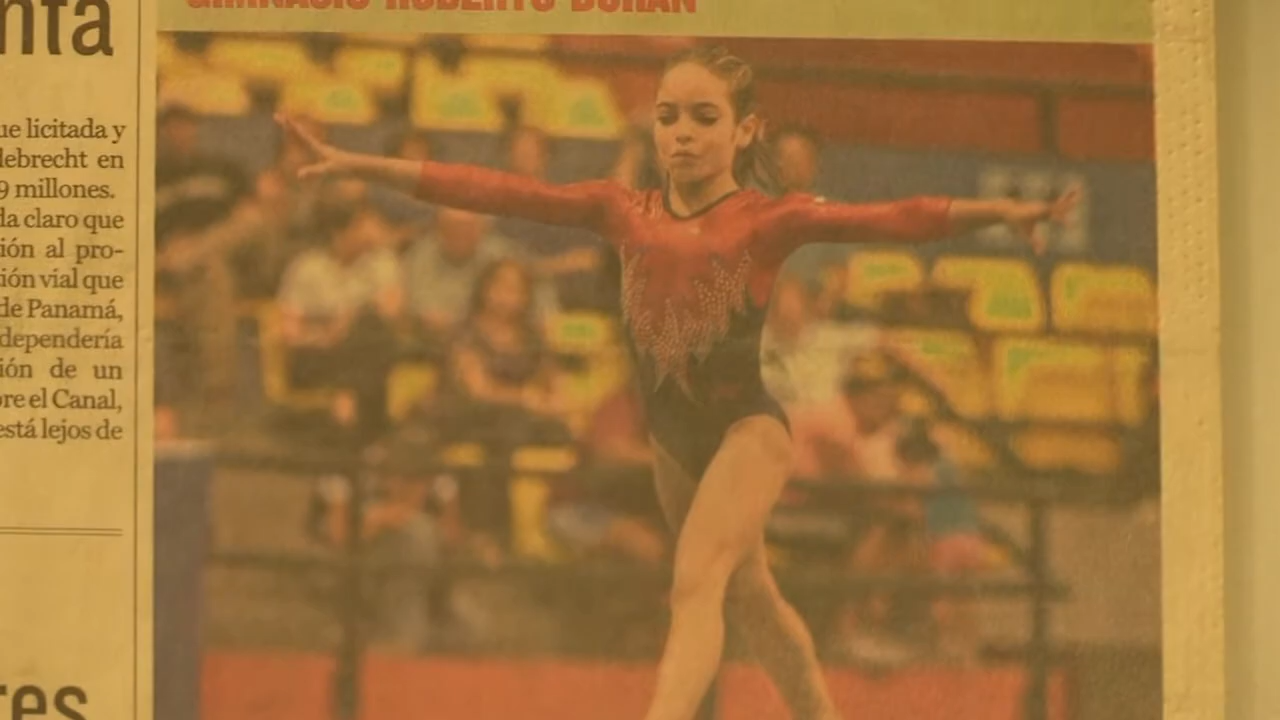 GIMNASIO ROBERTO DURÁN
nta
ue licitada y
lebrecht en
9 millones.
da claro que
ión al pro-
ión vial que
de Panamá,
dependería
ión de un
re el Canal,
está lejos de
res